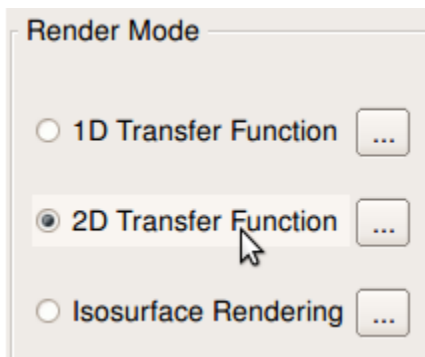 Render Mode
1D Transfer Function ...
2D Transfer Function ...
Isosurface Rendering ...